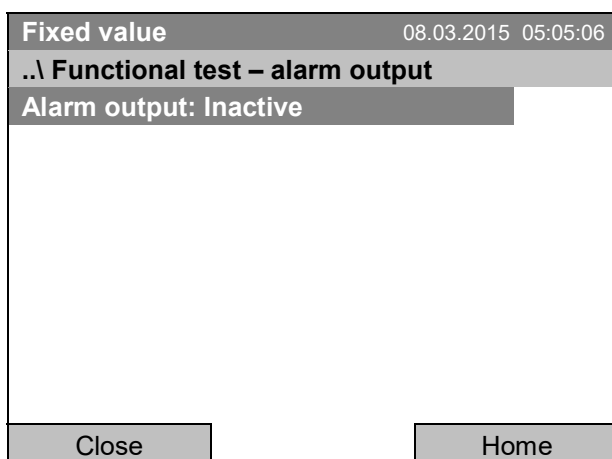 Fixed value 08.03.2015 05:05:06
..\ Functional test – alarm output
Alarm output: Inactive
Close Home